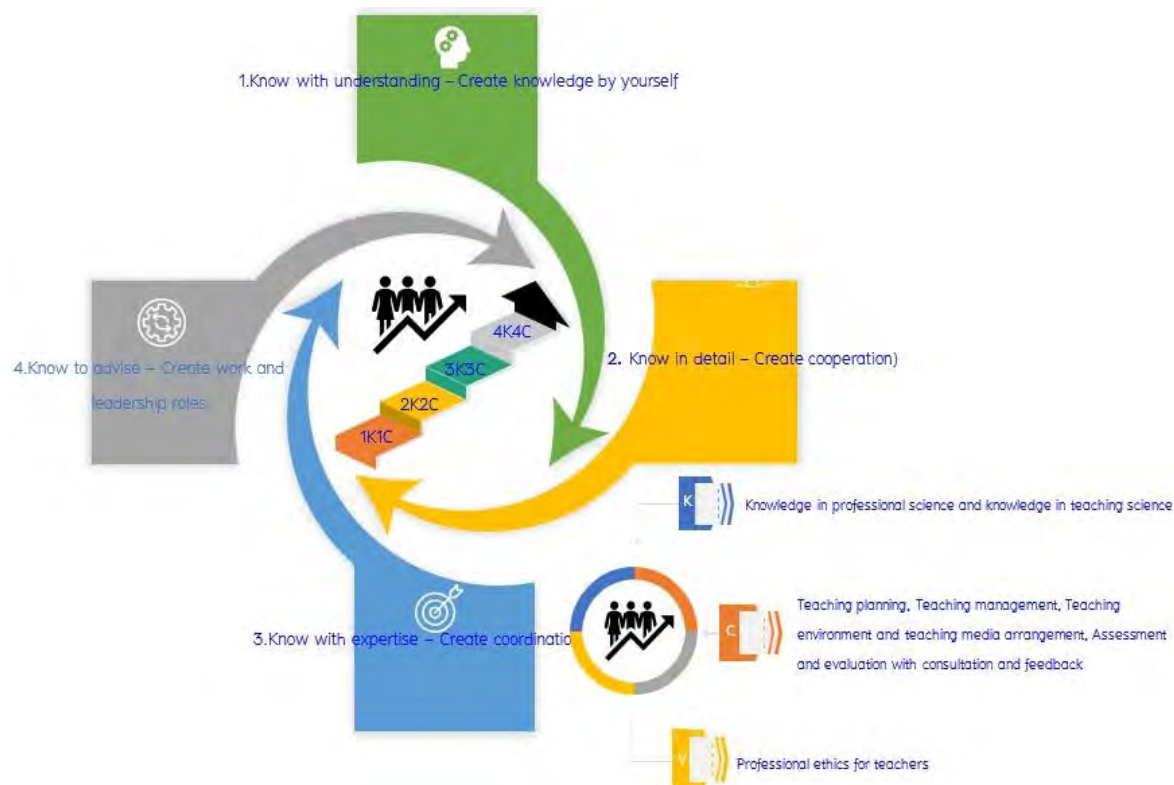 1.Know with understanding – Create knowledge by yourself
4K4C
3K3C
2K2C
1K1C
2. Know in detail – Create cooperation)
4.Know to advise – Create work and
leadership roles
K
Knowledge in professional science and knowledge in teaching science
3.Know with expertise – Create coordinatio
C
Teaching planning, Teaching management, Teaching
environment and teaching media arrangement, Assessment
and evaluation with consultation and feedback
V
Professional ethics for teachers